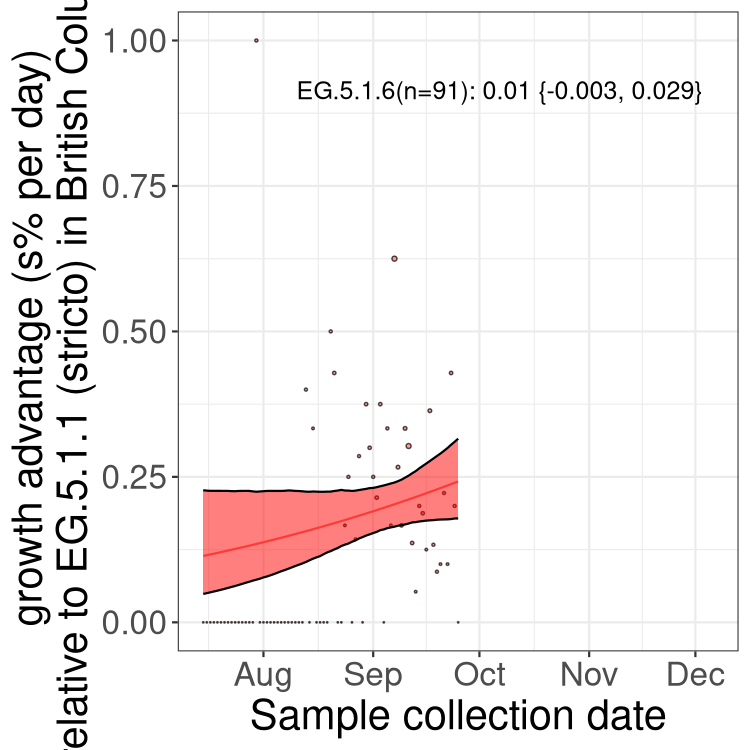 growth advantage (s% per day)
relative to EG.5.1.1 (stricto) in British
1.00
0.75
0.50
0.25
0.00
EG.5.1.6(n=91): 0.01 {-0.003, 0.029}
Aug Sep Oct Nov Dec
Sample collection date